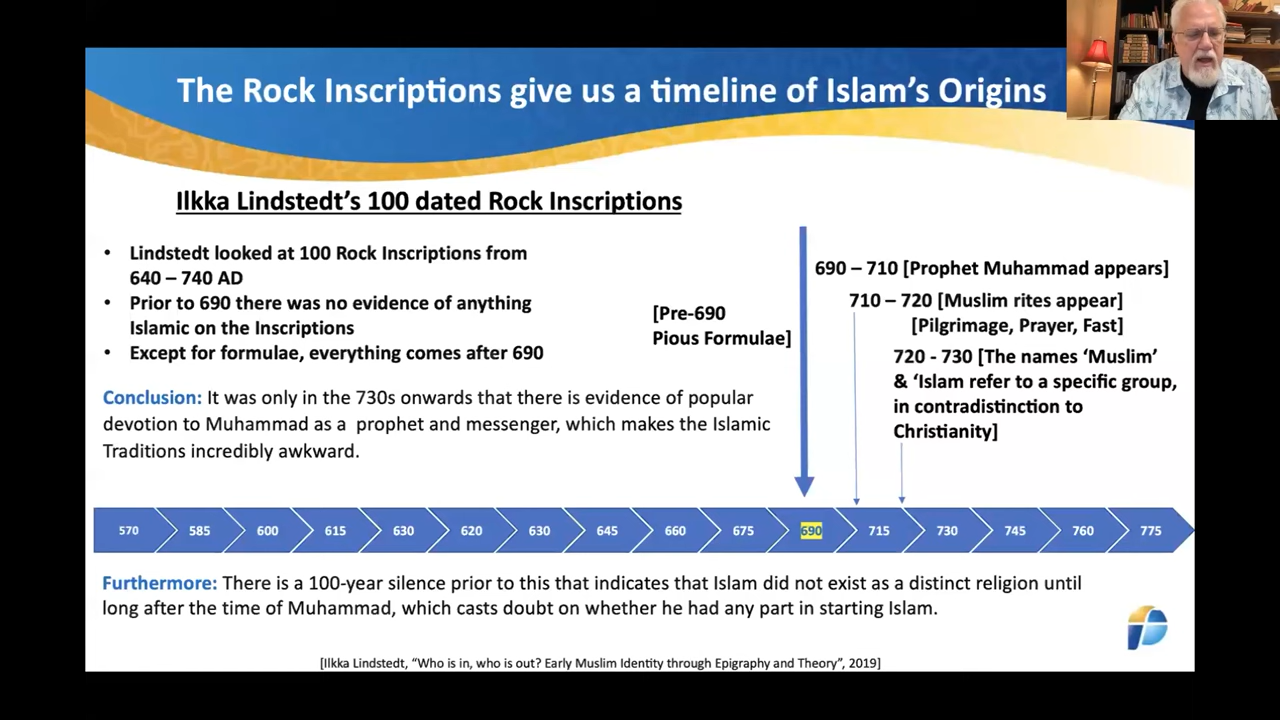 The Rock Inscriptions give us a timeline of Islam's Origins
Ilkka Lindstedt's 100 dated Rock Inscriptions
• Lindstedt looked at 100 Rock Inscriptions from
640 – 740 AD
• Prior to 690 there was no evidence of anything
Islamic on the Inscriptions
• Except for formulae, everything comes after 690
[Pre-690
Pious Formulae]
690 – 710 [Prophet Muhammad appears]
710 – 720 [Muslim rites appear]
[Pilgrimage, Prayer, Fast]
720 - 730 [The names 'Muslim'
& 'Islam refer to a specific group,
in contradistinction to
Christianity]
Conclusion: It was only in the 730s onwards that there is evidence of popular
devotion to Muhammad as a prophet and messenger, which makes the Islamic
Traditions incredibly awkward.
570 585 600 615 630 620 630 645 660 675 690 715 730 745 760 775
Furthermore: There is a 100-year silence prior to this that indicates that Islam did not exist as a distinct religion until
long after the time of Muhammad, which casts doubt on whether he had any part in starting Islam.
[Ilkka Lindstedt, "Who is in, who is out? Early Muslim Identity through Epigraphy and Theory", 2019]